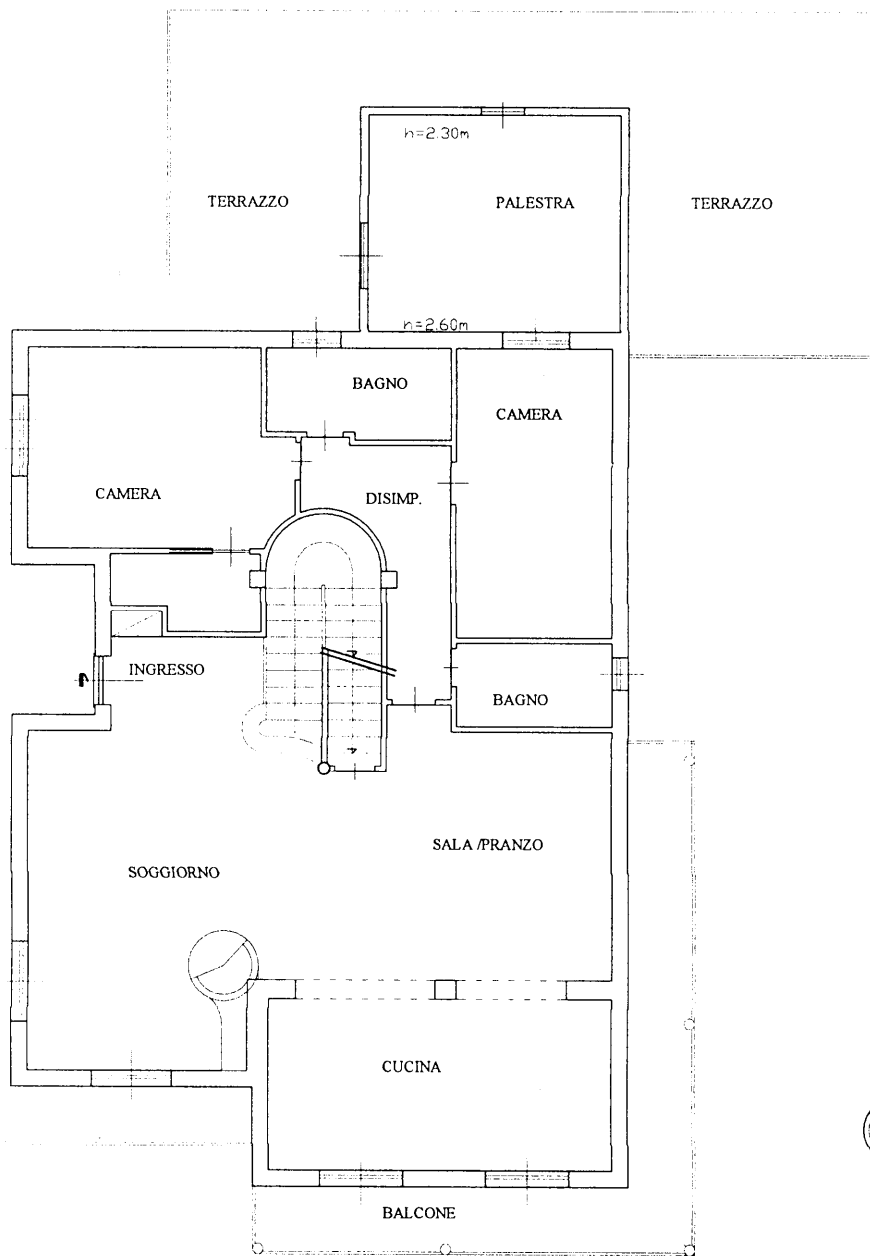 h=2.30m
TERRAZZO
PALESTRA
TERRAZZO
h=2.60m
BAGNO
CAMERA
CAMERA
DISIMP.
INGRESSO
BAGNO
SALA /PRANZO
SOGGIORNO
CUCINA
BALCONE